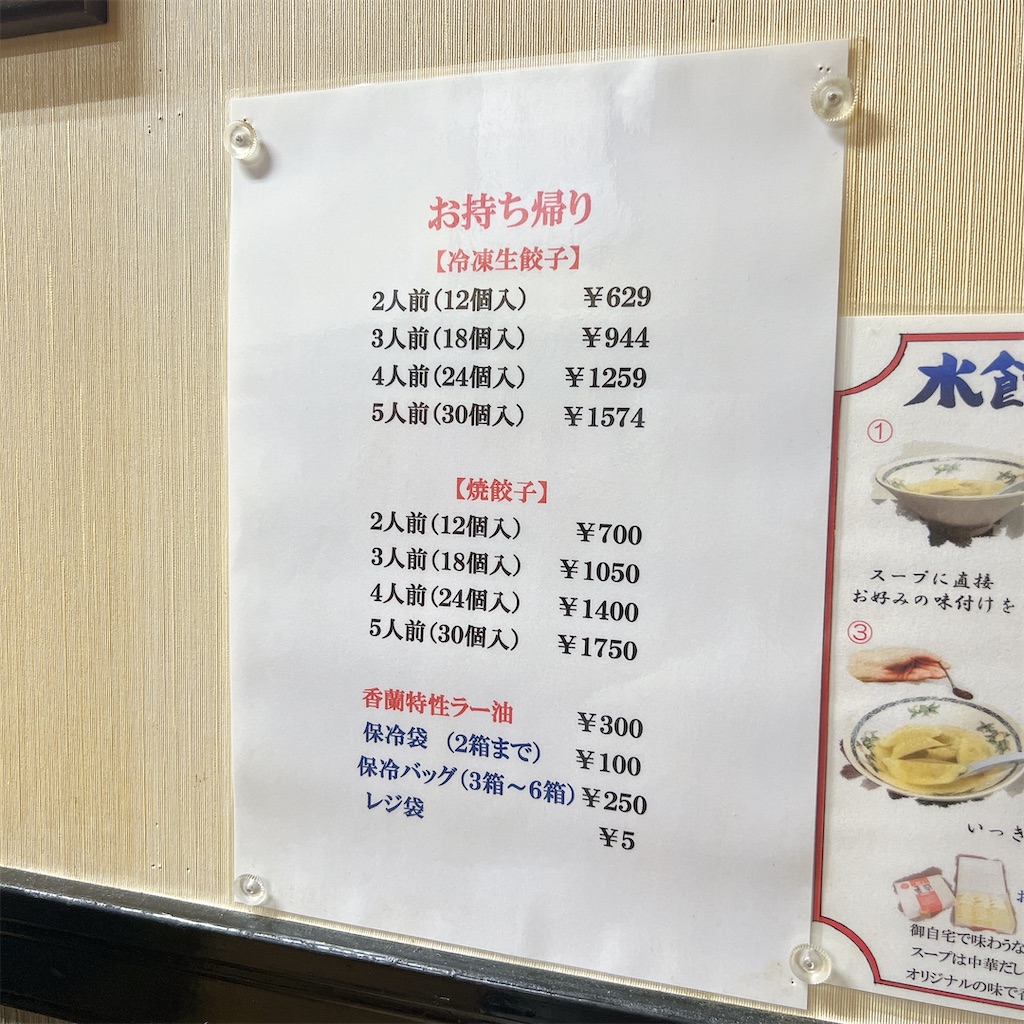 お持ち帰り
【冷凍生餃子】
2人前(12個入) ¥629
3人前(18個入) ¥944
4人前(24個入) ¥1259
5人前(30個入) ¥1574
【焼餃子】
2人前(12個入) ¥700
3人前(18個入) ¥1050
4人前(24個入) ¥1400
5人前(30個入) ¥1750
香蘭特性ラー油 ¥300
保冷袋 (2箱まで) ¥100
保冷バッグ(3箱～6箱) ¥250
レジ袋 ¥5
水餃
①
スープに直接
お好みの味付けを
③
いっき
御自宅で味わうな
スープは中華だし
オリジナルの味で